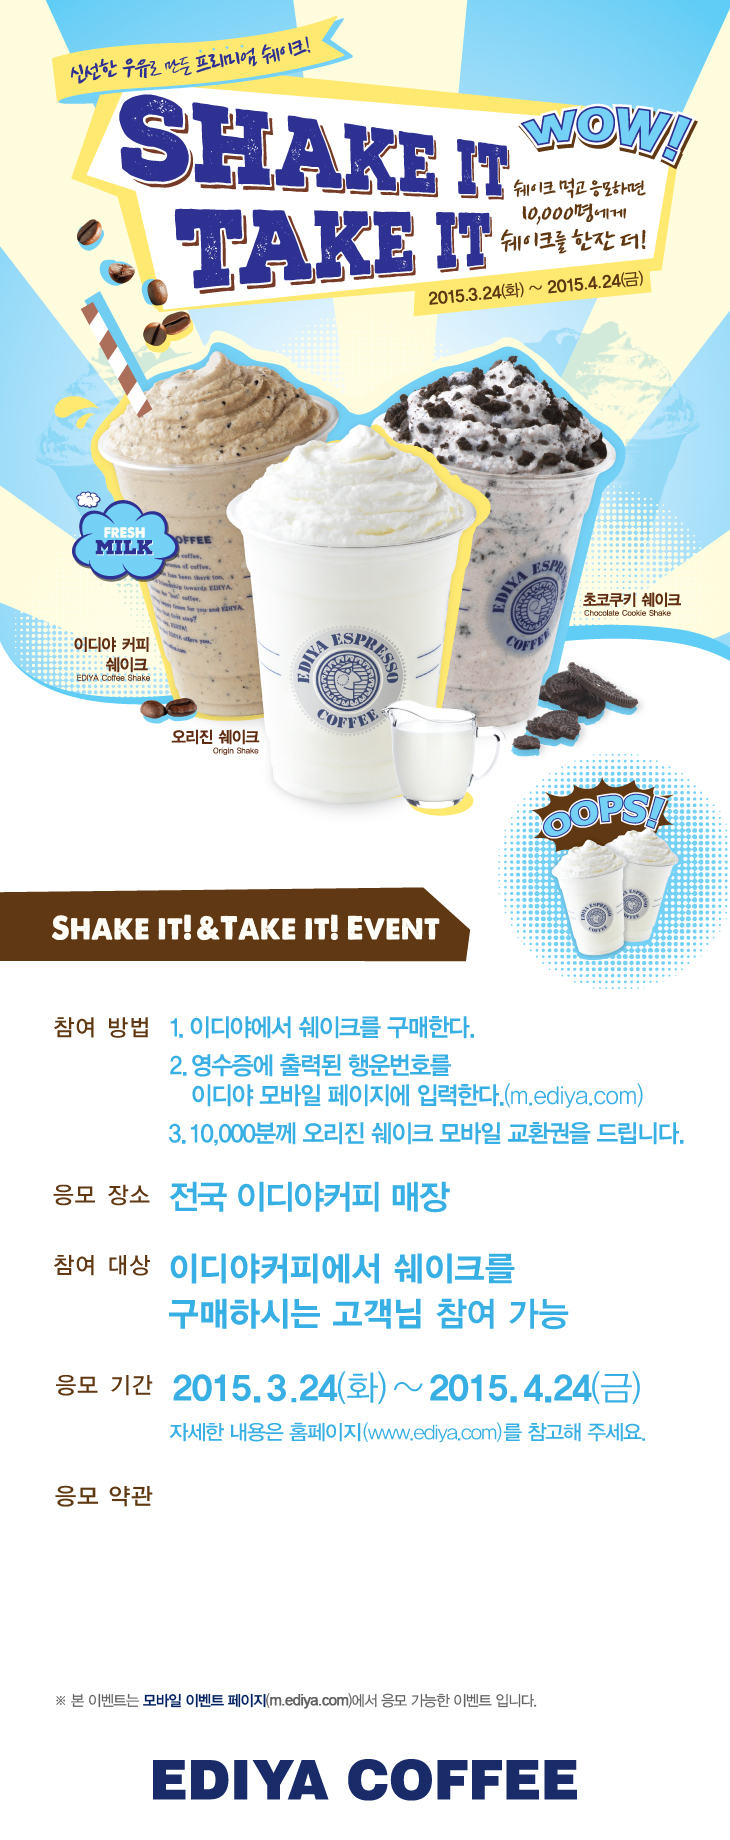 신선한 우유로 만든 프리미엄 쉐이크!
SHAKE IT
TAKE IT
WOW!
쉐이크 먹고 응모하면
10,000명에게
쉐이크를 한잔 더!
2015.3.24(화) ~ 2015.4.24(금)
FRESH
MILK
OFFEE
EDIYA ESPRESSO
COFFEE
EDIYA ESPRESSO
COFFEE
초코쿠키 쉐이크
Chocolate Cookie Shake
이디야 커피
쉐이크
EDIYA Coffee Shake
오리진 쉐이크
Origin Shake
OOPS!
EDIYA ESPRESSO
COFFEE
EDIYA ESPRESSO
COFFEE
SHAKE IT! & TAKE IT! EVENT
참여 방법 1. 이디야에서 쉐이크를 구매한다.
2. 영수증에 출력된 행운번호를
이디야 모바일 페이지에 입력한다.(m.ediya.com)
3. 10,000분께 오리진 쉐이크 모바일 교환권을 드립니다.
응모 장소 전국 이디야커피 매장
참여 대상 이디야커피에서 쉐이크를
구매하시는 고객님 참여 가능
응모 기간 2015. 3. 24(화) ~ 2015. 4. 24(금)
자세한 내용은 홈페이지(www.ediya.com)를 참고해 주세요.
응모 약관
※ 본 이벤트는 모바일 이벤트 페이지(m.ediya.com)에서 응모 가능한 이벤트 입니다.
EDIYA COFFEE